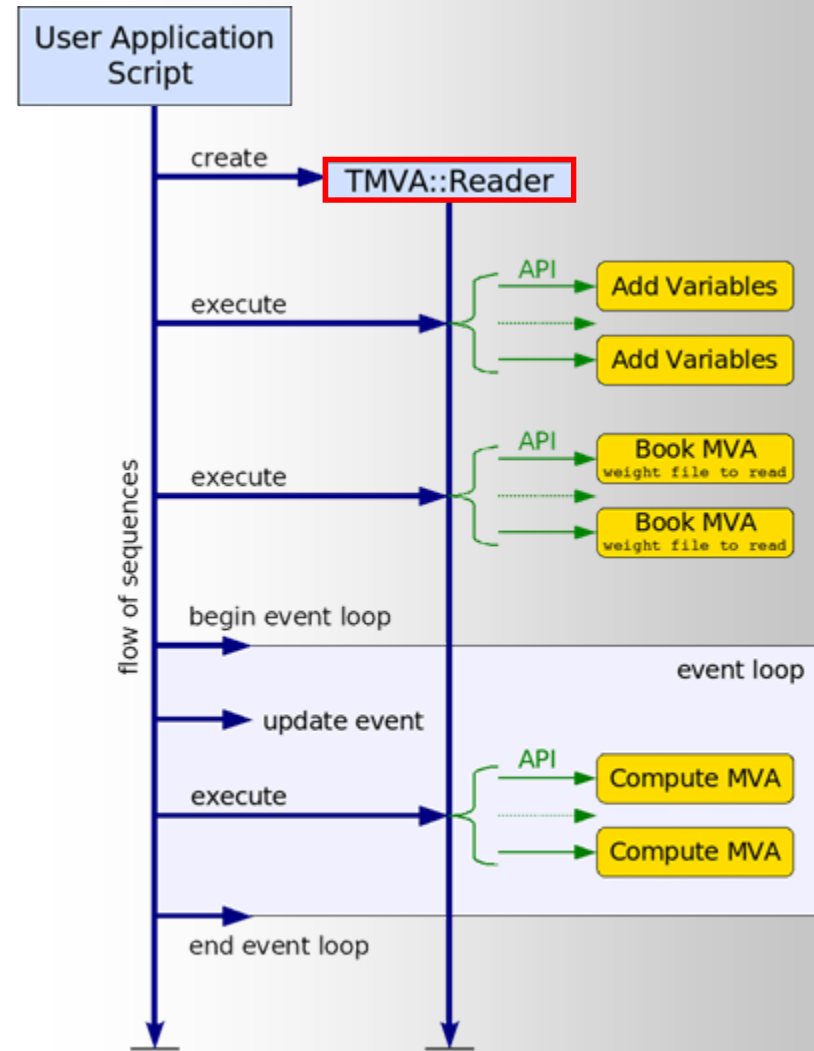 User Application
Script
create
TMVA::Reader
API
Add Variables
execute
Add Variables
API
Book MVA
weight file to read
execute
Book MVA
weight file to read
flow of sequences
begin event loop
event loop
update event
API
Compute MVA
execute
Compute MVA
end event loop